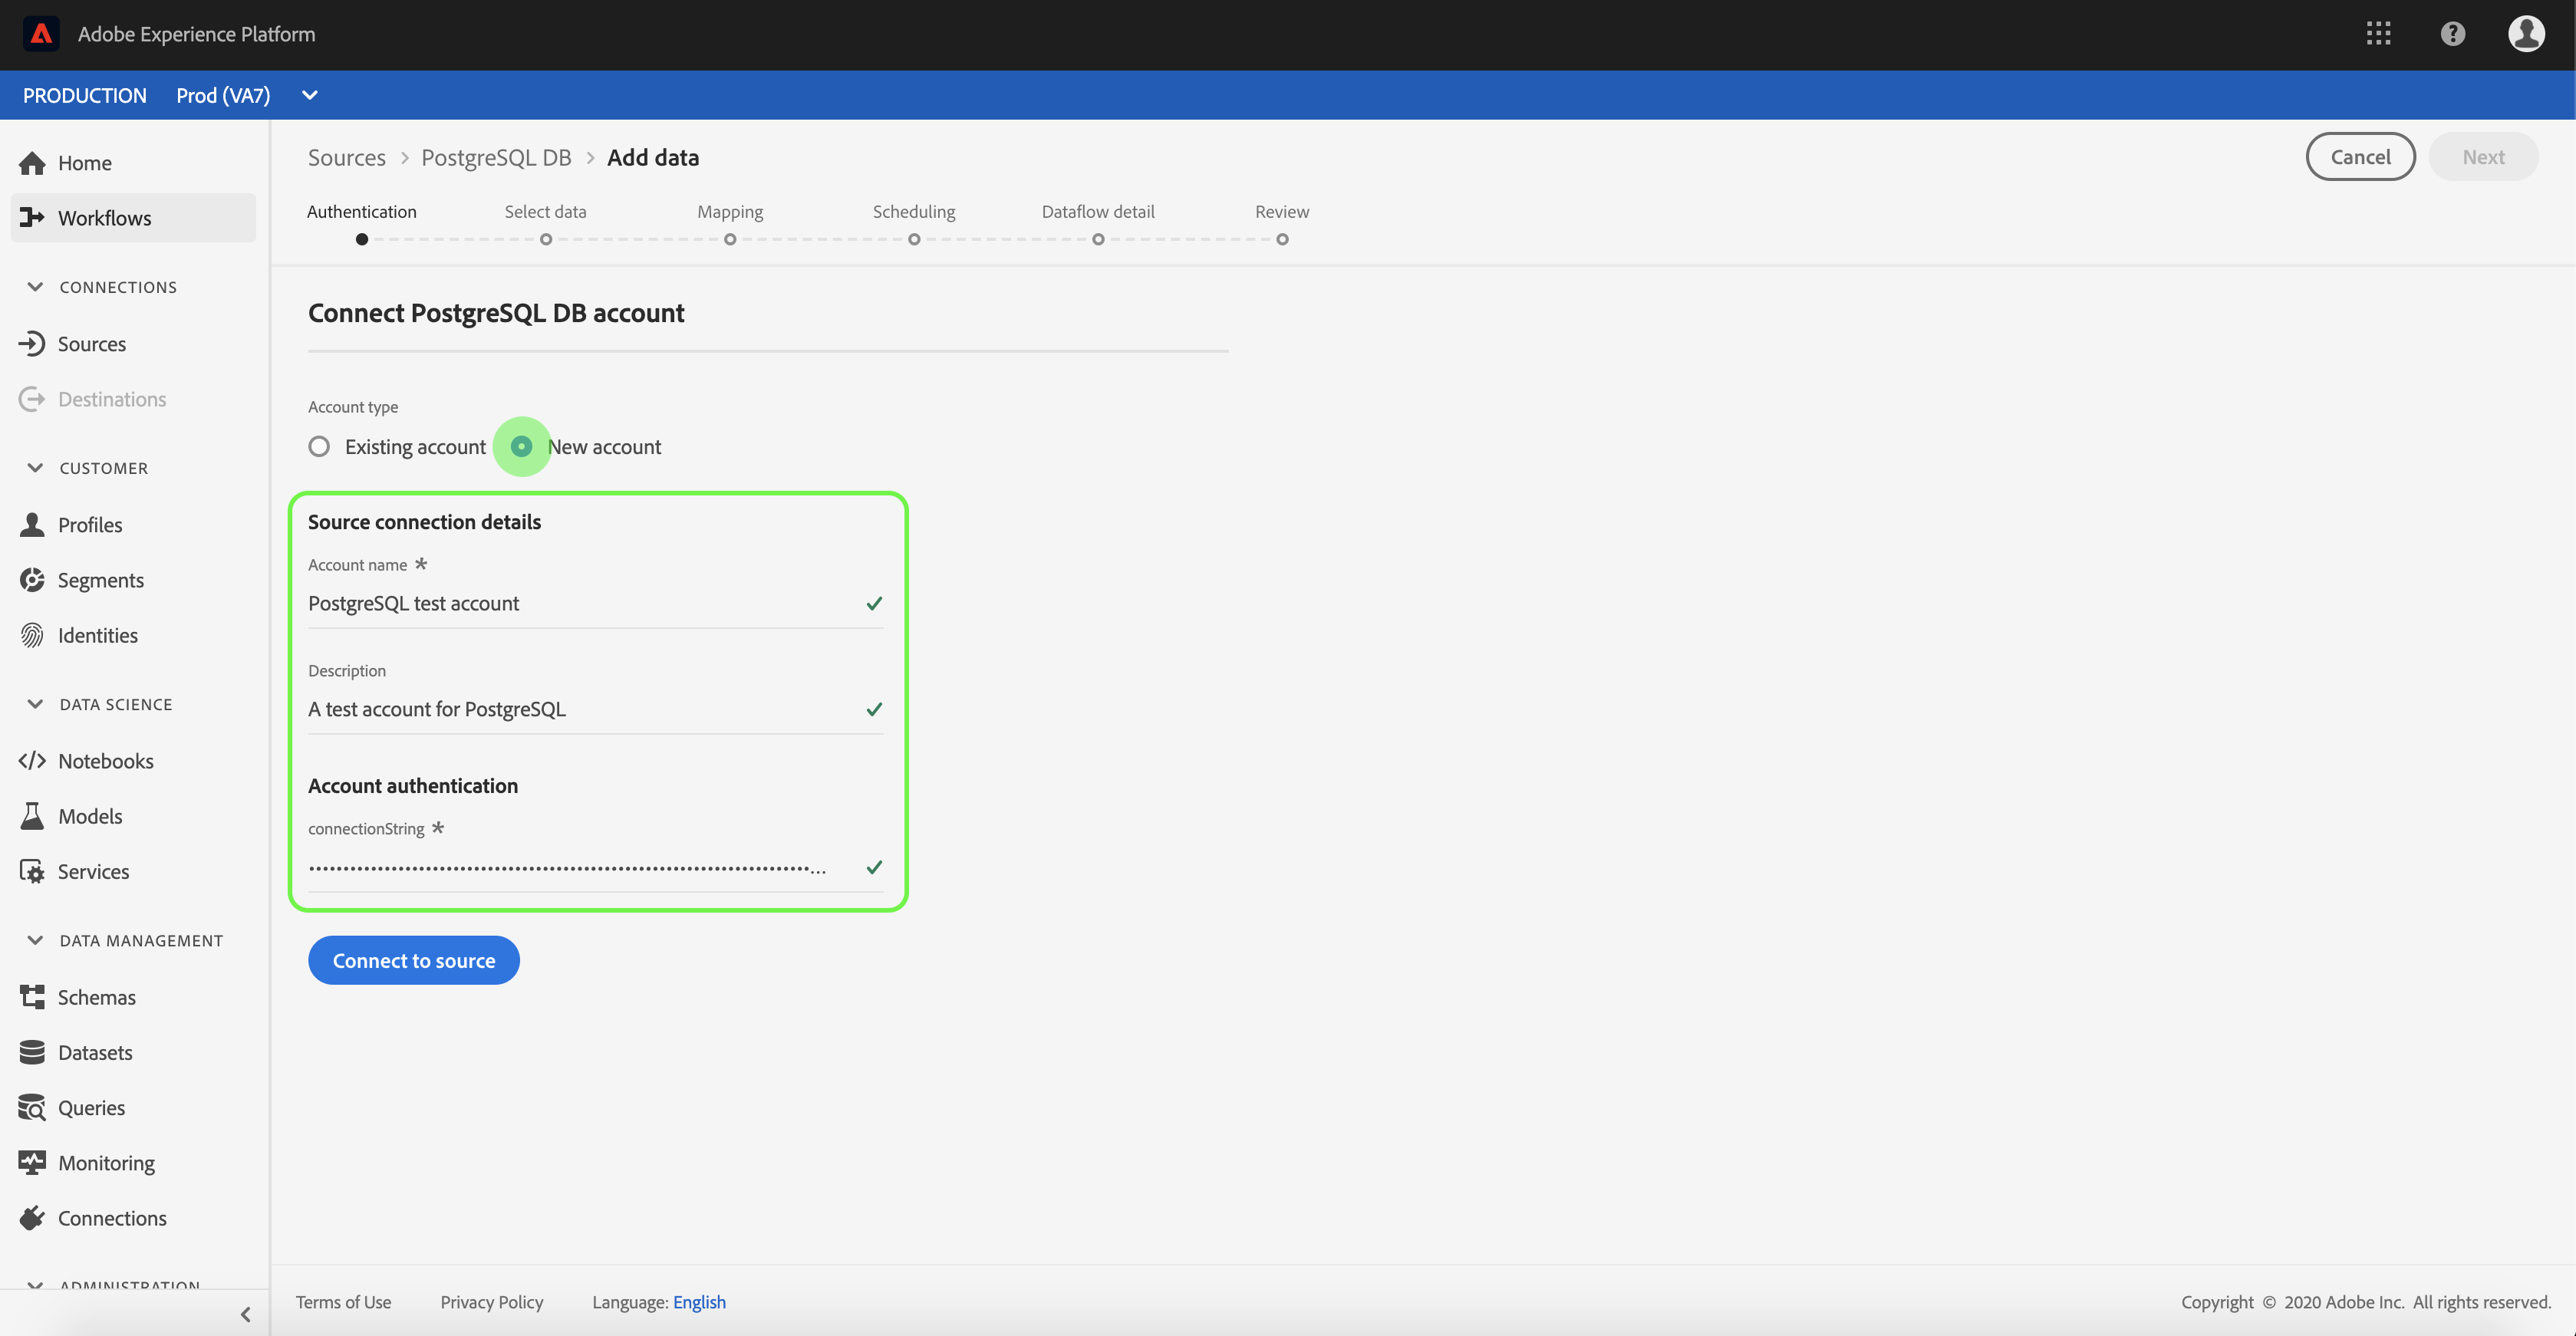 Adobe Experience Platform
PRODUCTION Prod (VA7)
Home
Workflows
CONNECTIONS
Sources
Destinations
CUSTOMER
Profiles
Segments
Identities
DATA SCIENCE
Notebooks
Models
Services
DATA MANAGEMENT
Schemas
Datasets
Queries
Monitoring
Connections
ADMINISTRATION
Sources > PostgreSQL DB > Add data
Cancel Next
Authentication Select data Mapping Scheduling Dataflow detail Review
Connect PostgreSQL DB account
Account type
Existing account New account
Source connection details
Account name *
PostgreSQL test account
Description
A test account for PostgreSQL
Account authentication
connectionString *
Connect to source
Terms of Use Privacy Policy Language: English Copyright © 2020 Adobe Inc. All rights reserved.